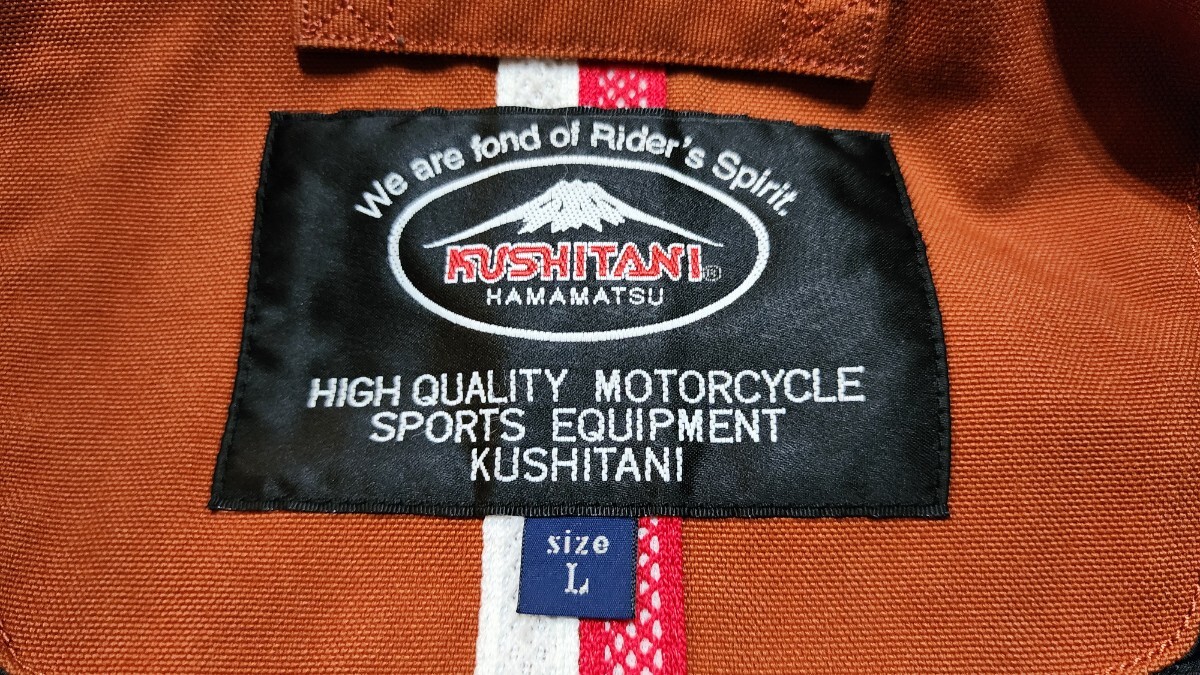 We are fond of Rider's Spirit.
KUSHITANI®
HAMAMATSU
HIGH QUALITY MOTORCYCLE
SPORTS EQUIPMENT
KUSHITANI
size
L